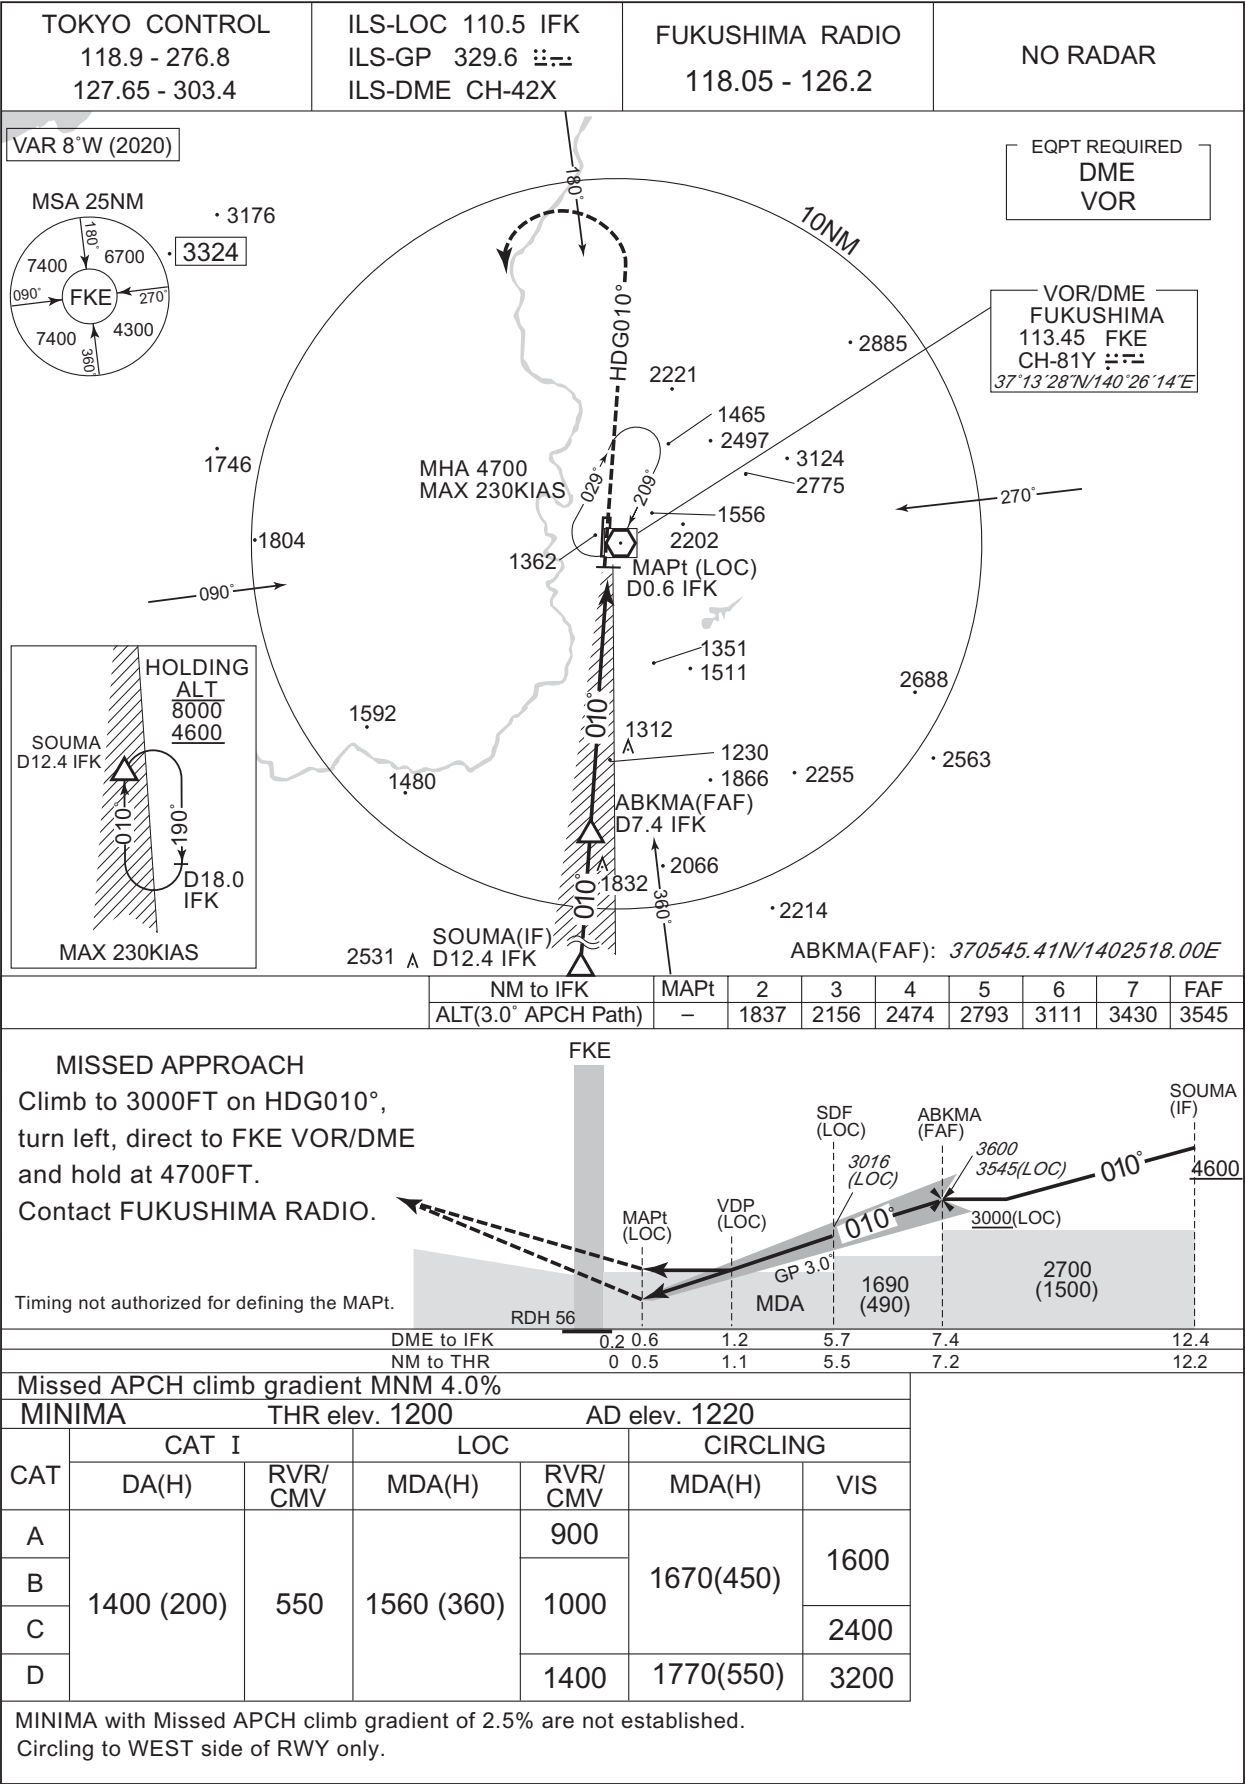 TOKYO CONTROL
118.9 - 276.8
127.65 - 303.4
ILS-LOC 110.5 IFK
ILS-GP 329.6
ILS-DME CH-42X
FUKUSHIMA RADIO
118.05 - 126.2
NO RADAR
VAR 8°W (2020)
EQPT REQUIRED
DME
VOR
MSA 25NM
180°
7400
6700
090°
FKE
270°
7400
4300
360°
3176
3324
180°
10NM
HDG010°
VOR/DME
FUKUSHIMA
113.45 FKE
CH-81Y
37°13′28″N/140°26′14″E
2885
2221
1465
2497
3124
2775
1746
MHA 4700
MAX 230KIAS
029°
209°
270°
1556
2202
1804
1362
MAPt (LOC)
D0.6 IFK
090°
1351
1511
HOLDING
ALT
8000
4600
SOUMA
D12.4 IFK
010°
190°
D18.0
IFK
MAX 230KIAS
2688
1592
010°
1312
1230
2563
1866
2255
1480
ABKMA(FAF)
D7.4 IFK
2066
1832
010°
360°
2214
2531
SOUMA(IF)
D12.4 IFK
ABKMA(FAF): 370545.41N/1402518.00E
NM to IFK MAPt 2 3 4 5 6 7 FAF
ALT(3.0° APCH Path) – 1837 2156 2474 2793 3111 3430 3545
MISSED APPROACH
Climb to 3000FT on HDG010°,
turn left, direct to FKE VOR/DME
and hold at 4700FT.
Contact FUKUSHIMA RADIO.
Timing not authorized for defining the MAPt.
FKE
SOUMA
(IF)
SDF
(LOC)
ABKMA
(FAF)
3016
(LOC)
3600
3545(LOC)
010°
4600
MAPt
(LOC)
VDP
(LOC)
010°
3000(LOC)
GP 3.0°
MDA
1690
(490)
2700
(1500)
RDH 56
DME to IFK 0.2 0.6 1.2 5.7 7.4 12.4
NM to THR 0 0.5 1.1 5.5 7.2 12.2
Missed APCH climb gradient MNM 4.0%
MINIMA THR elev. 1200 AD elev. 1220
CAT
CAT I
LOC
CIRCLING
DA(H)
RVR/
CMV
MDA(H)
RVR/
CMV
MDA(H)
VIS
A
B
C
D
1400 (200)
550
1560 (360)
900
1000
1400
1670(450)
1770(550)
1600
2400
3200
MINIMA with Missed APCH climb gradient of 2.5% are not established.
Circling to WEST side of RWY only.